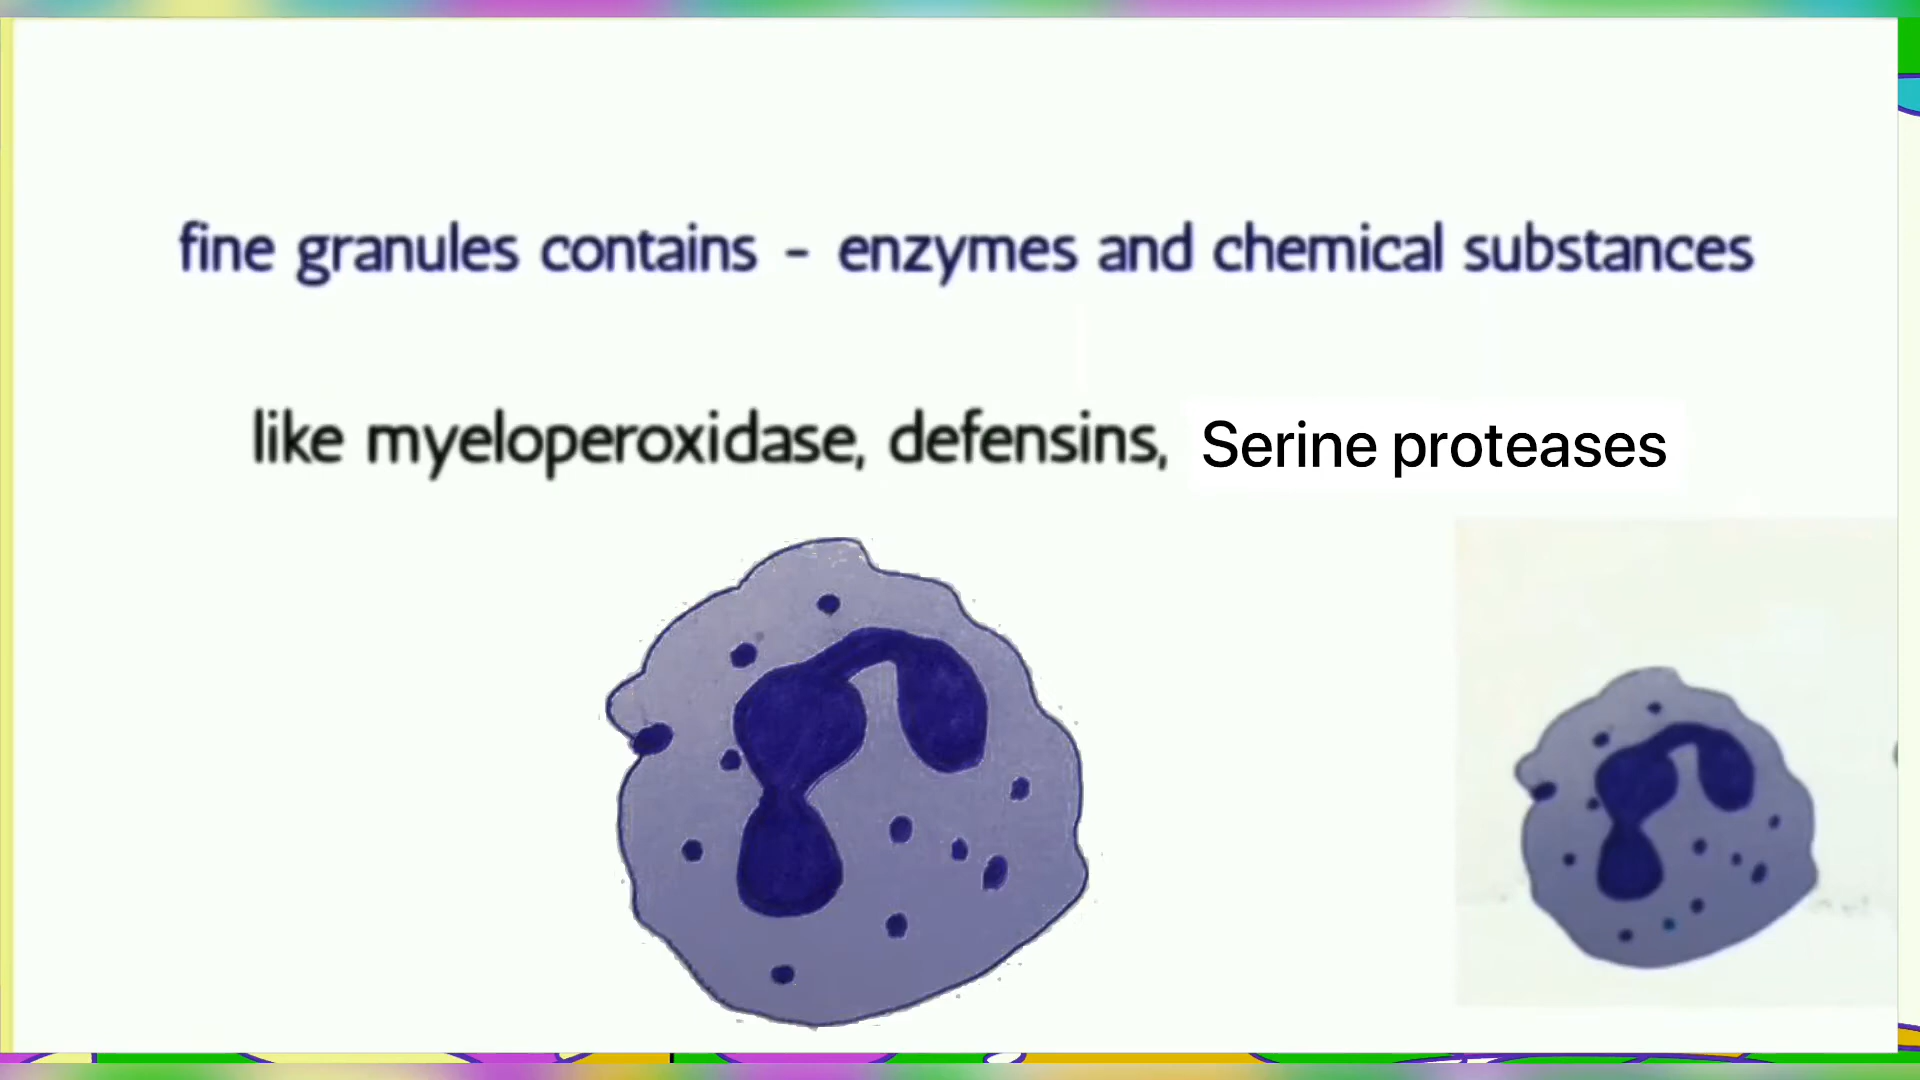 fine granules contains - enzymes and chemical substances
like myeloperoxidase, defensins, Serine proteases